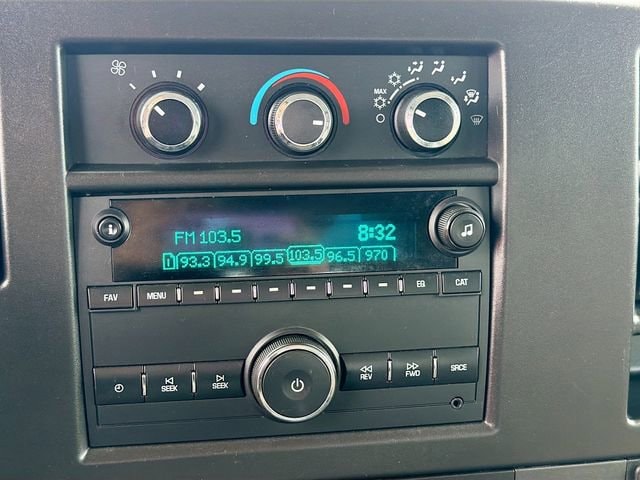 MAX
FM 103.5 8:32
1 93.3 94.9 99.5 103.5 96.5 970
FAV MENU EQ CAT
SEEK SEEK REV FWD SRCE